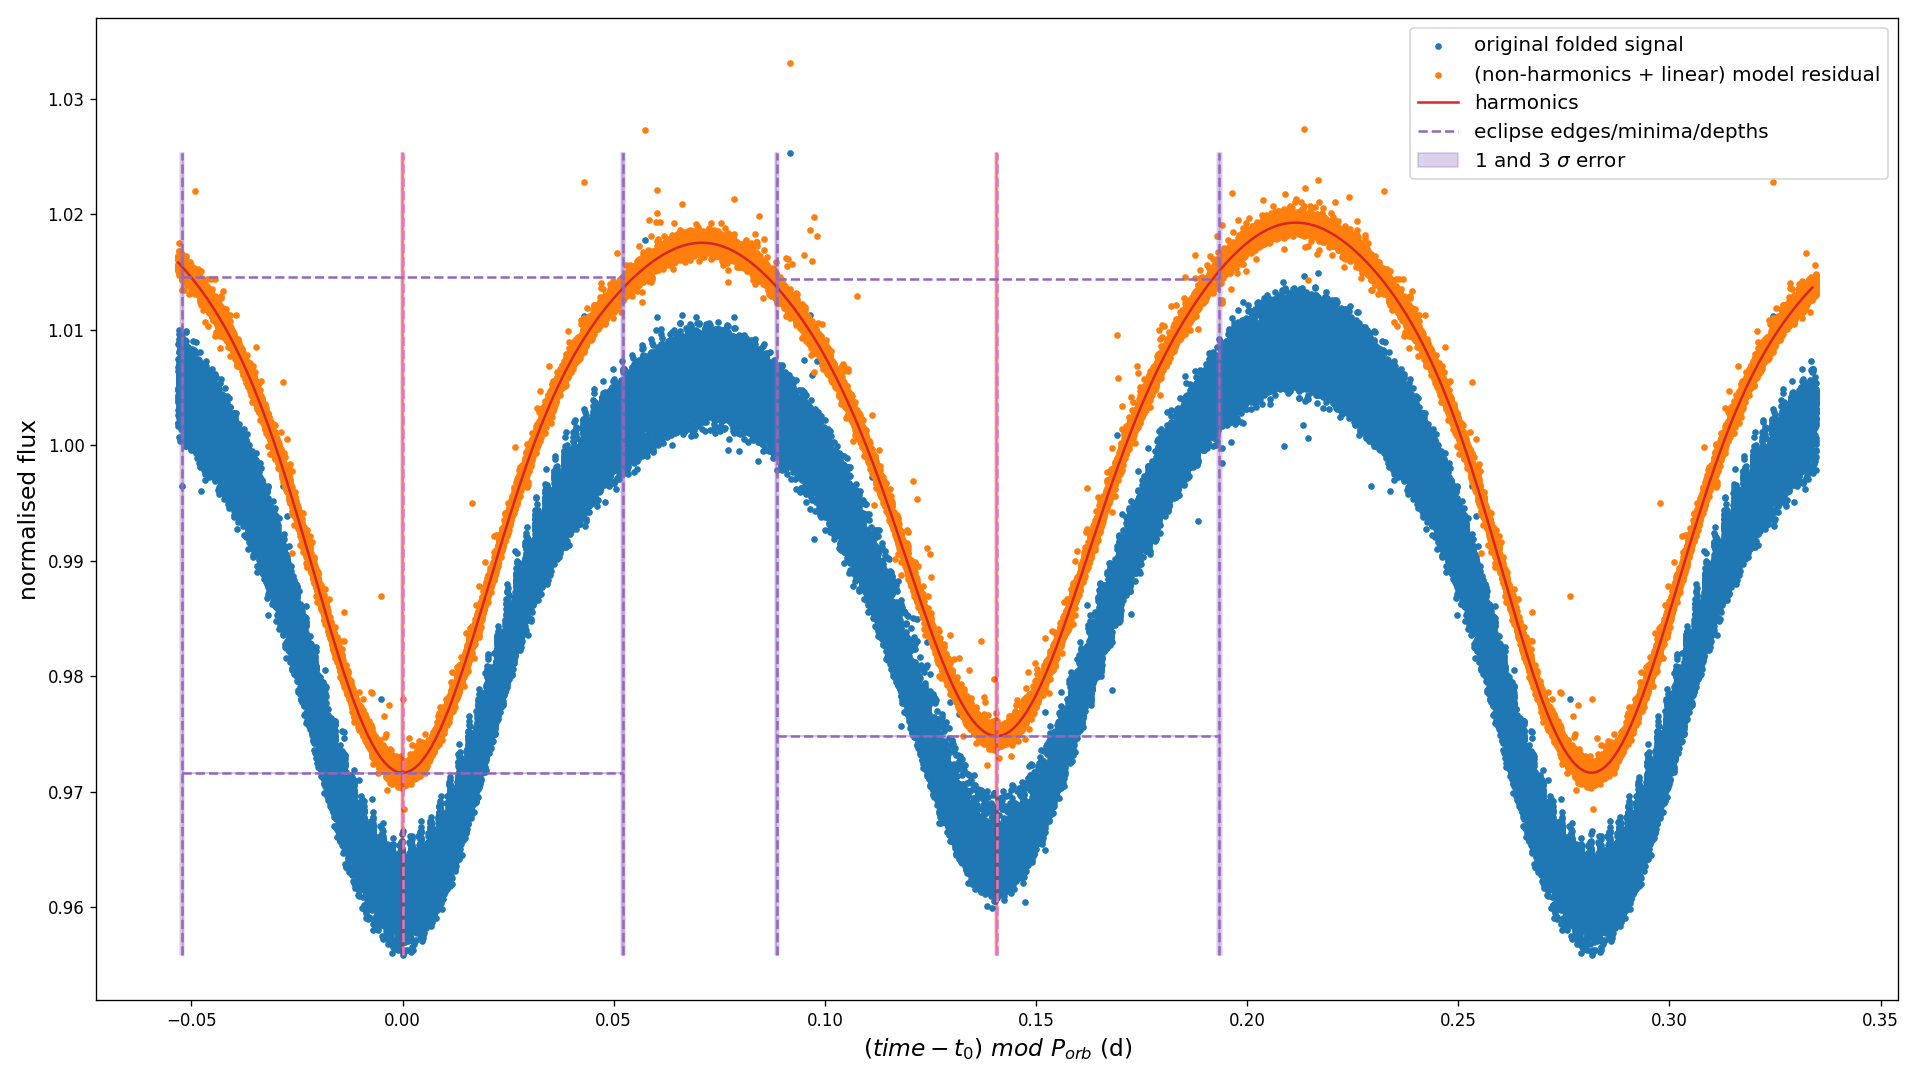 original folded signal
(non-harmonics + linear) model residual
harmonics
eclipse edges/minima/depths
1 and 3 σ error
normalised flux
1.03
1.02
1.01
1.00
0.99
0.98
0.97
0.96
−0.05 0.00 0.05 0.10 0.15 0.20 0.25 0.30 0.35
(time − t₀) mod Pₒᵣb (d)